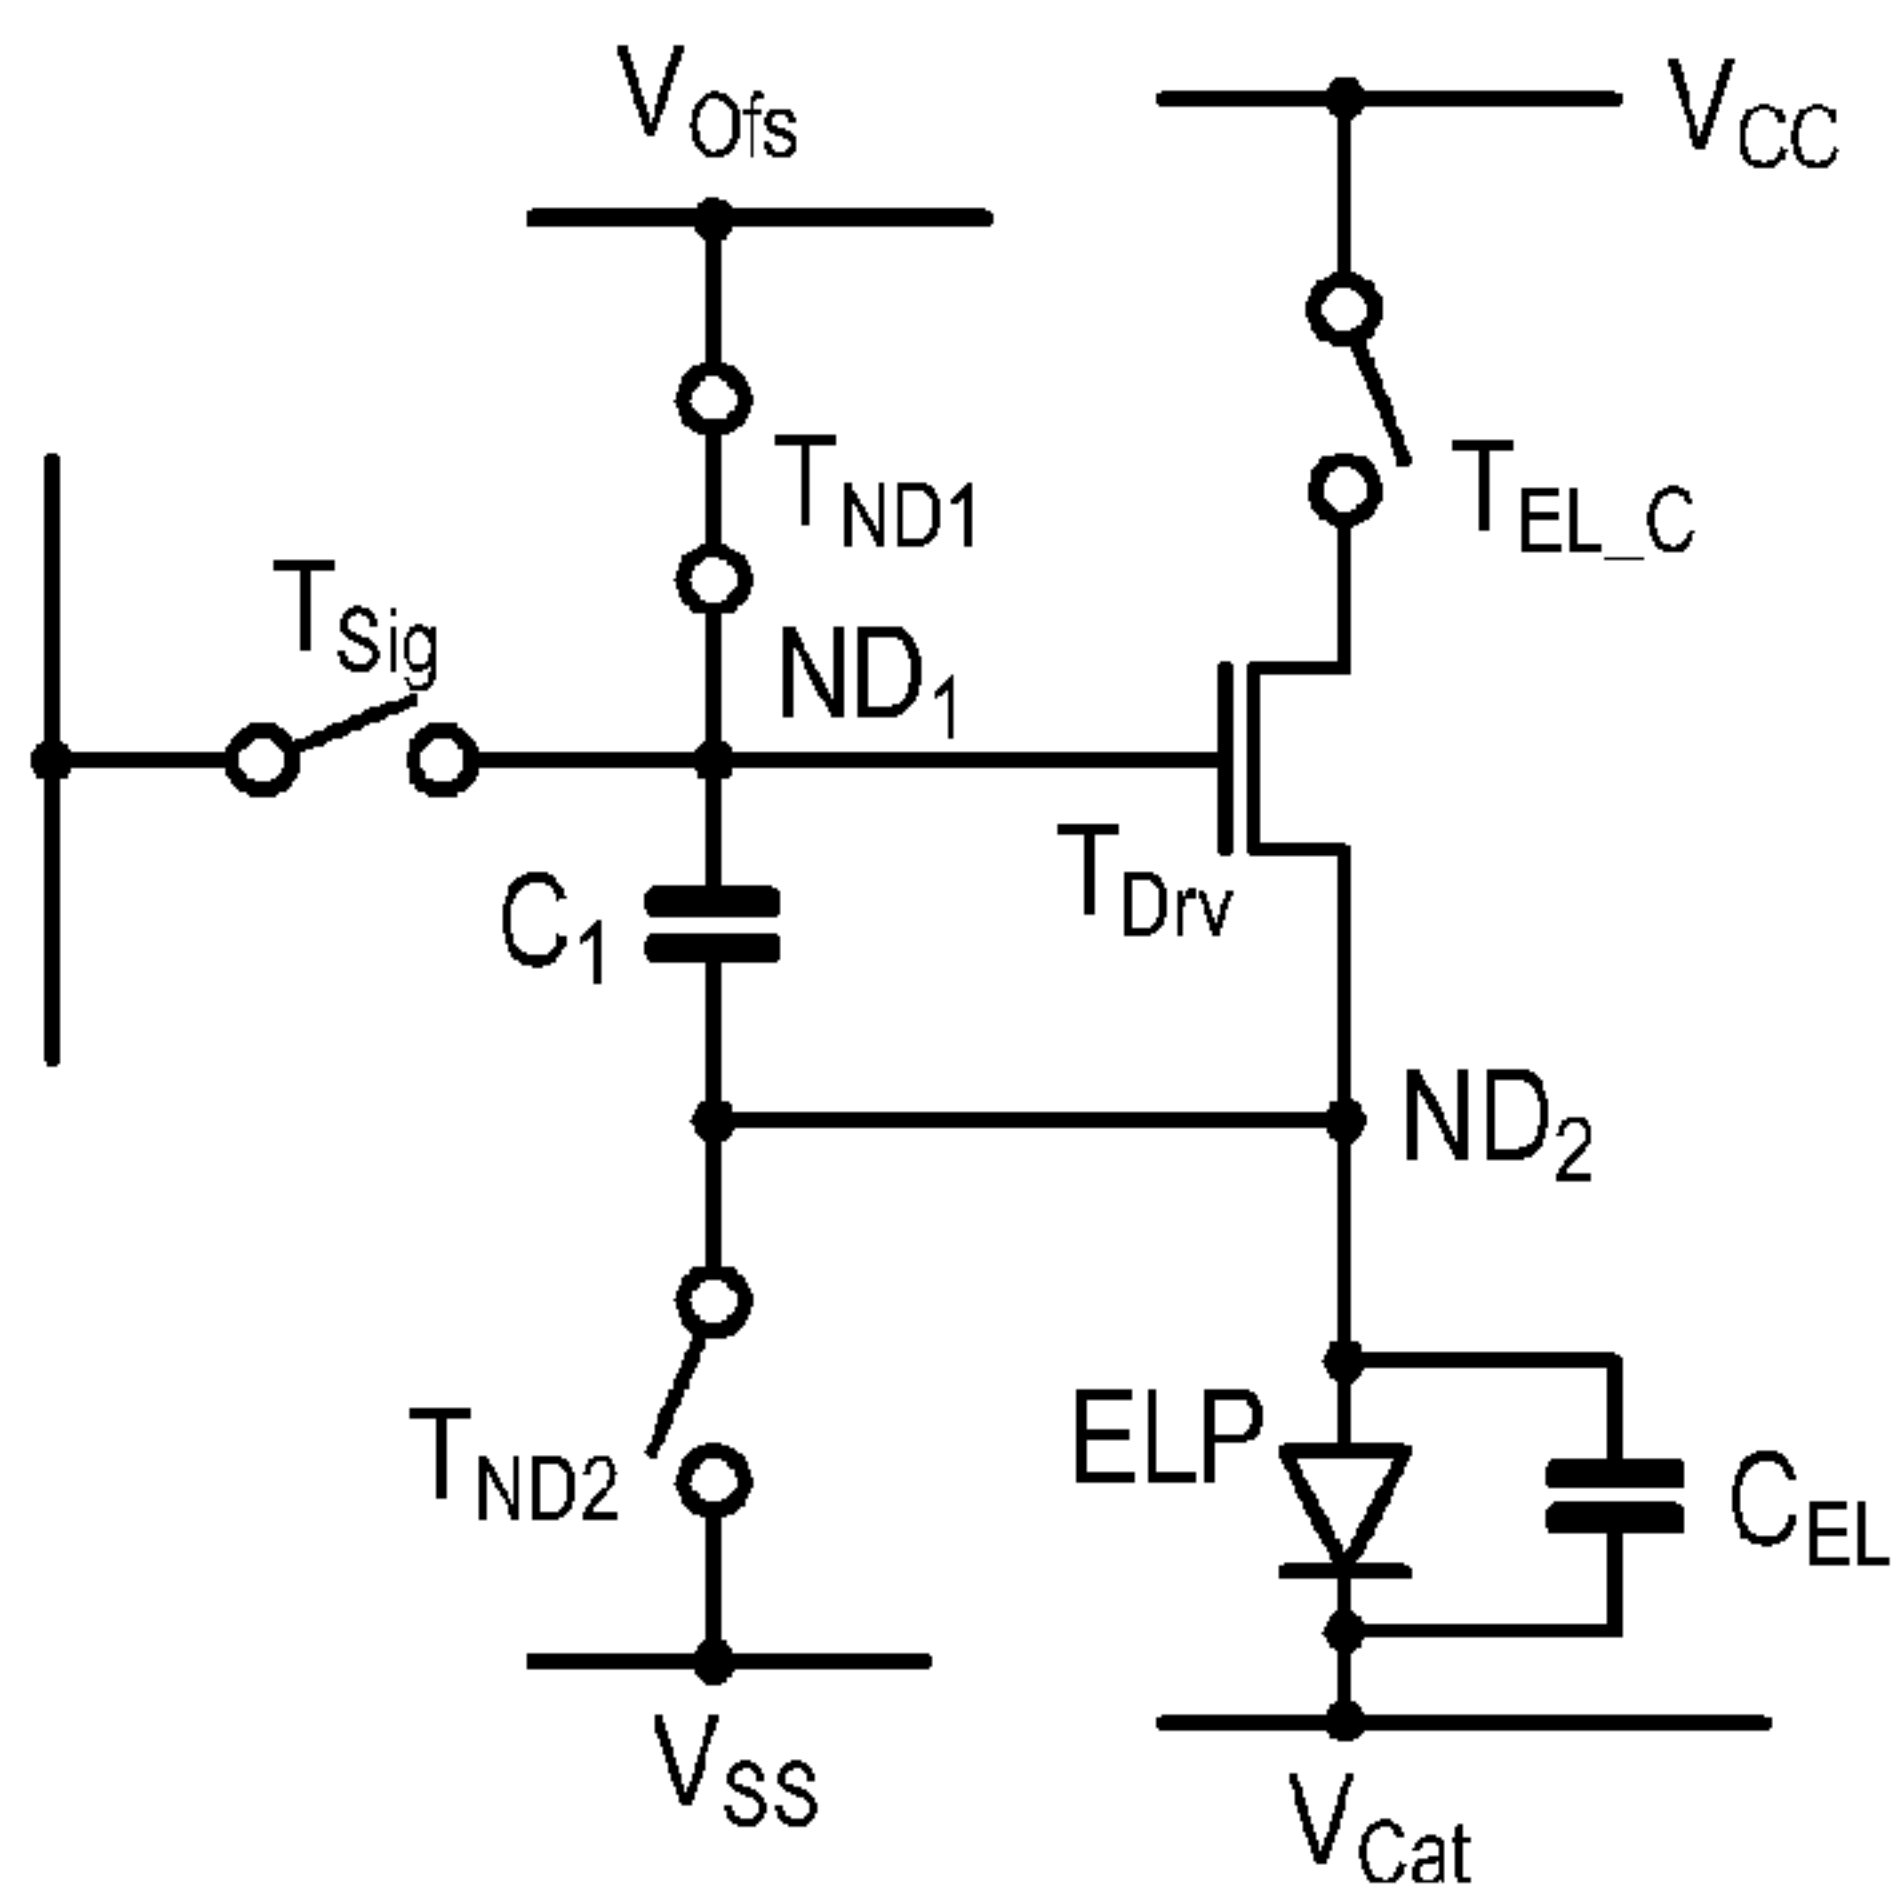 VOfs
VCC
TND1
TEL_C
TSig
ND1
TDrv
C1
ND2
ELP
TND2
CEL
VSS
VCat